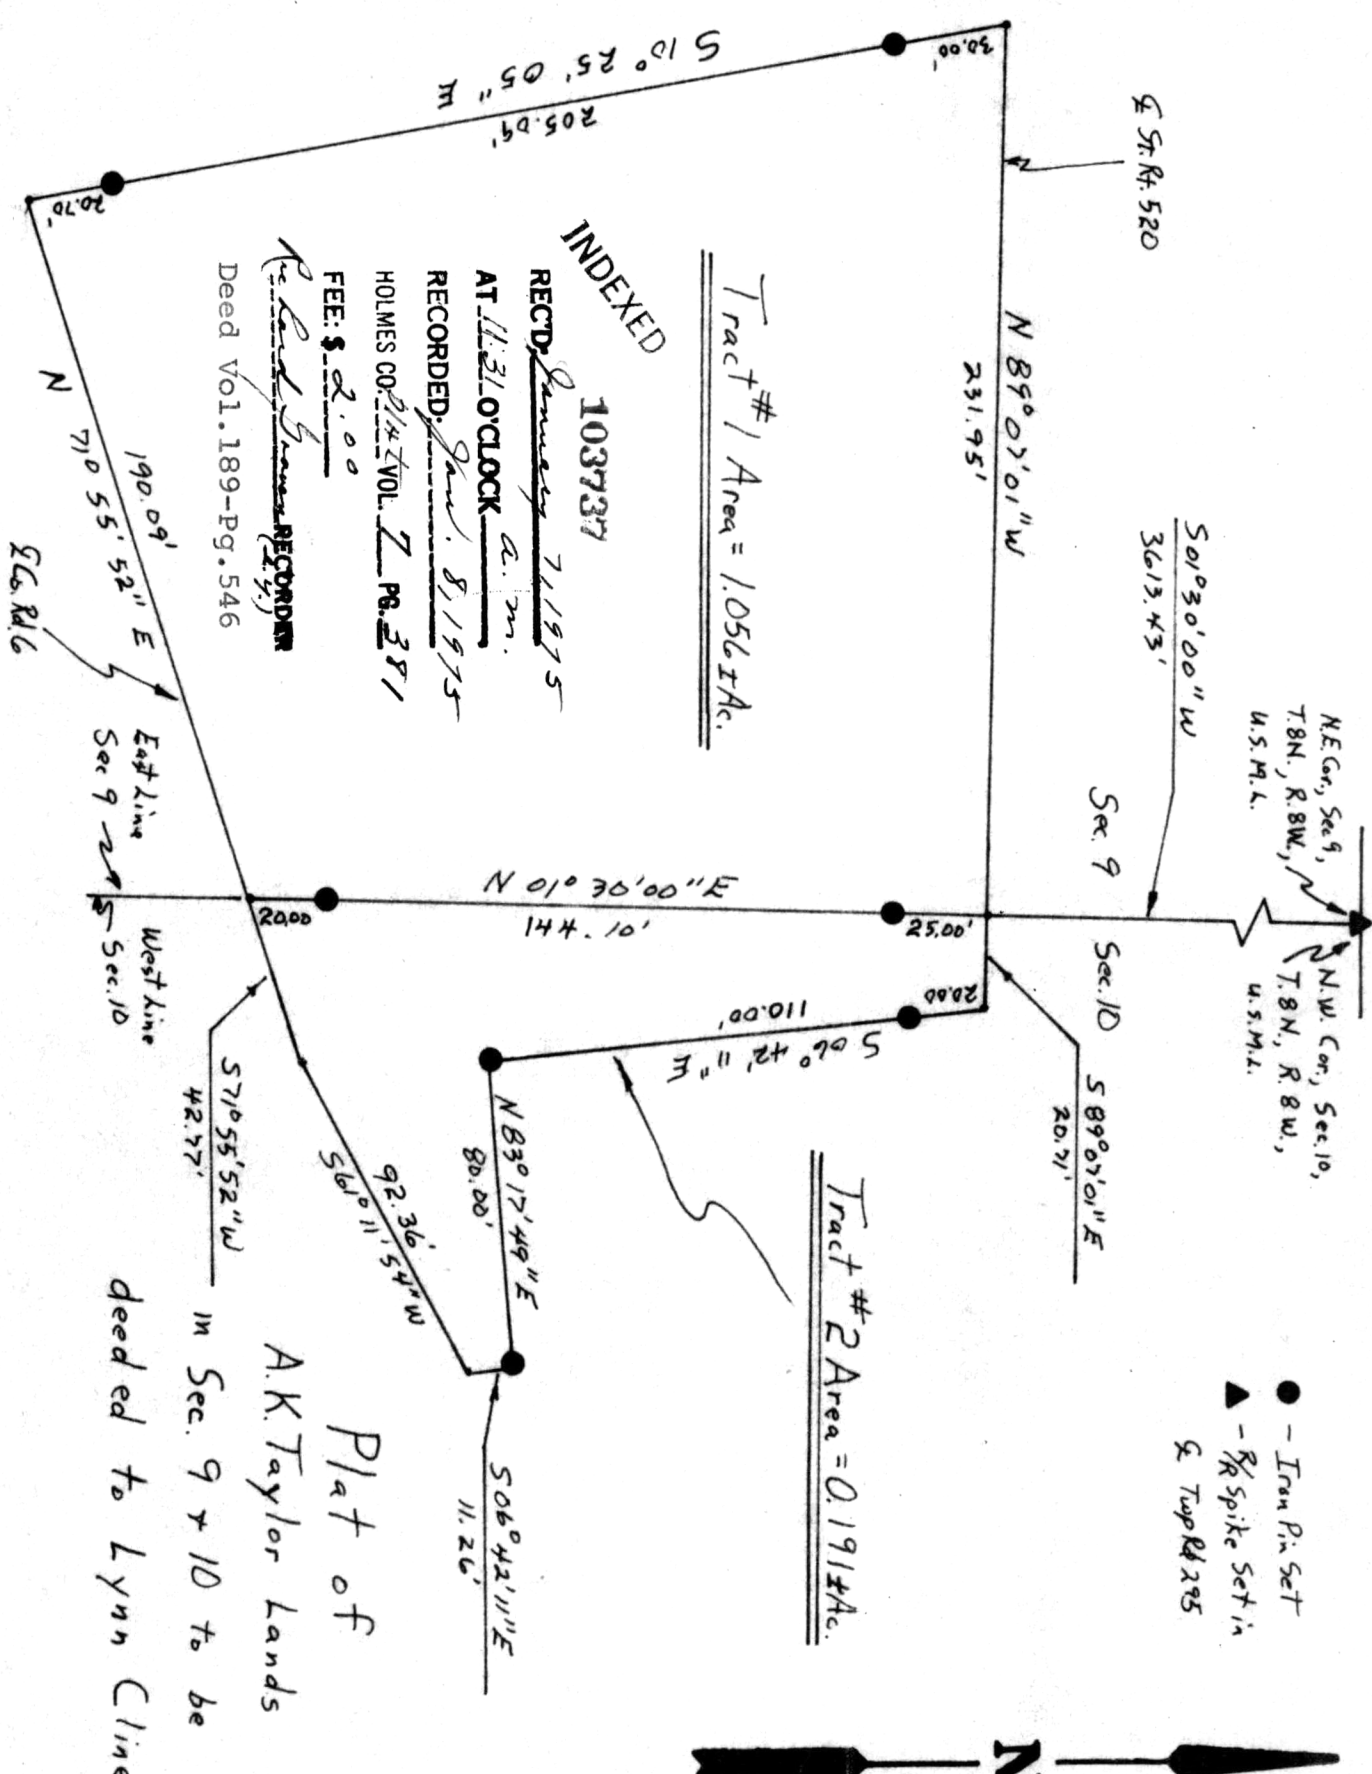 N.E. Cor., Sec 9,
T.8N., R.8W.,
U.S.M.L.
N.W. Cor., Sec. 10,
T.8N., R.8W.,
U.S.M.L.
● - Iron Pin Set
▲ - R/R Spike Set in
℄ Twp Rd 295
S 01° 30' 00" W
3613.43'
℄ St. Rt. 520
Sec. 9
Sec. 10
S 89° 07' 01" E
20.71'
N 89° 07' 01" W
231.95'
30.00'
25.00'
20.00
S 10° 25' 05" E
205.09'
20.70'
Tract #1 Area = 1.056±Ac.
Tract #2 Area = 0.191±Ac.
S 06° 42' 11" E
110.00'
N 01° 30' 00" E
144.10'
20.00
N 83° 17' 49" E
80.00'
S 06° 42' 11" E
11.26'
92.36'
S 61° 11' 54" W
S 71° 55' 52" W
42.77'
190.09'
N 71° 55' 52" E
℄ Co. Rd. 6
East Line
Sec 9
West Line
Sec. 10
INDEXED
103737
REC'D. January 7, 1975
AT 11:31 O'CLOCK a.m.
RECORDED: Jan. 8, 1975
HOLMES CO. Plat VOL. 7 PG. 381
FEE: $ 2.00
RECORDER
Deed Vol.189-Pg.546
Plat of
A.K. Taylor Lands
in Sec. 9 & 10 to be
deeded to Lynn Cline
N